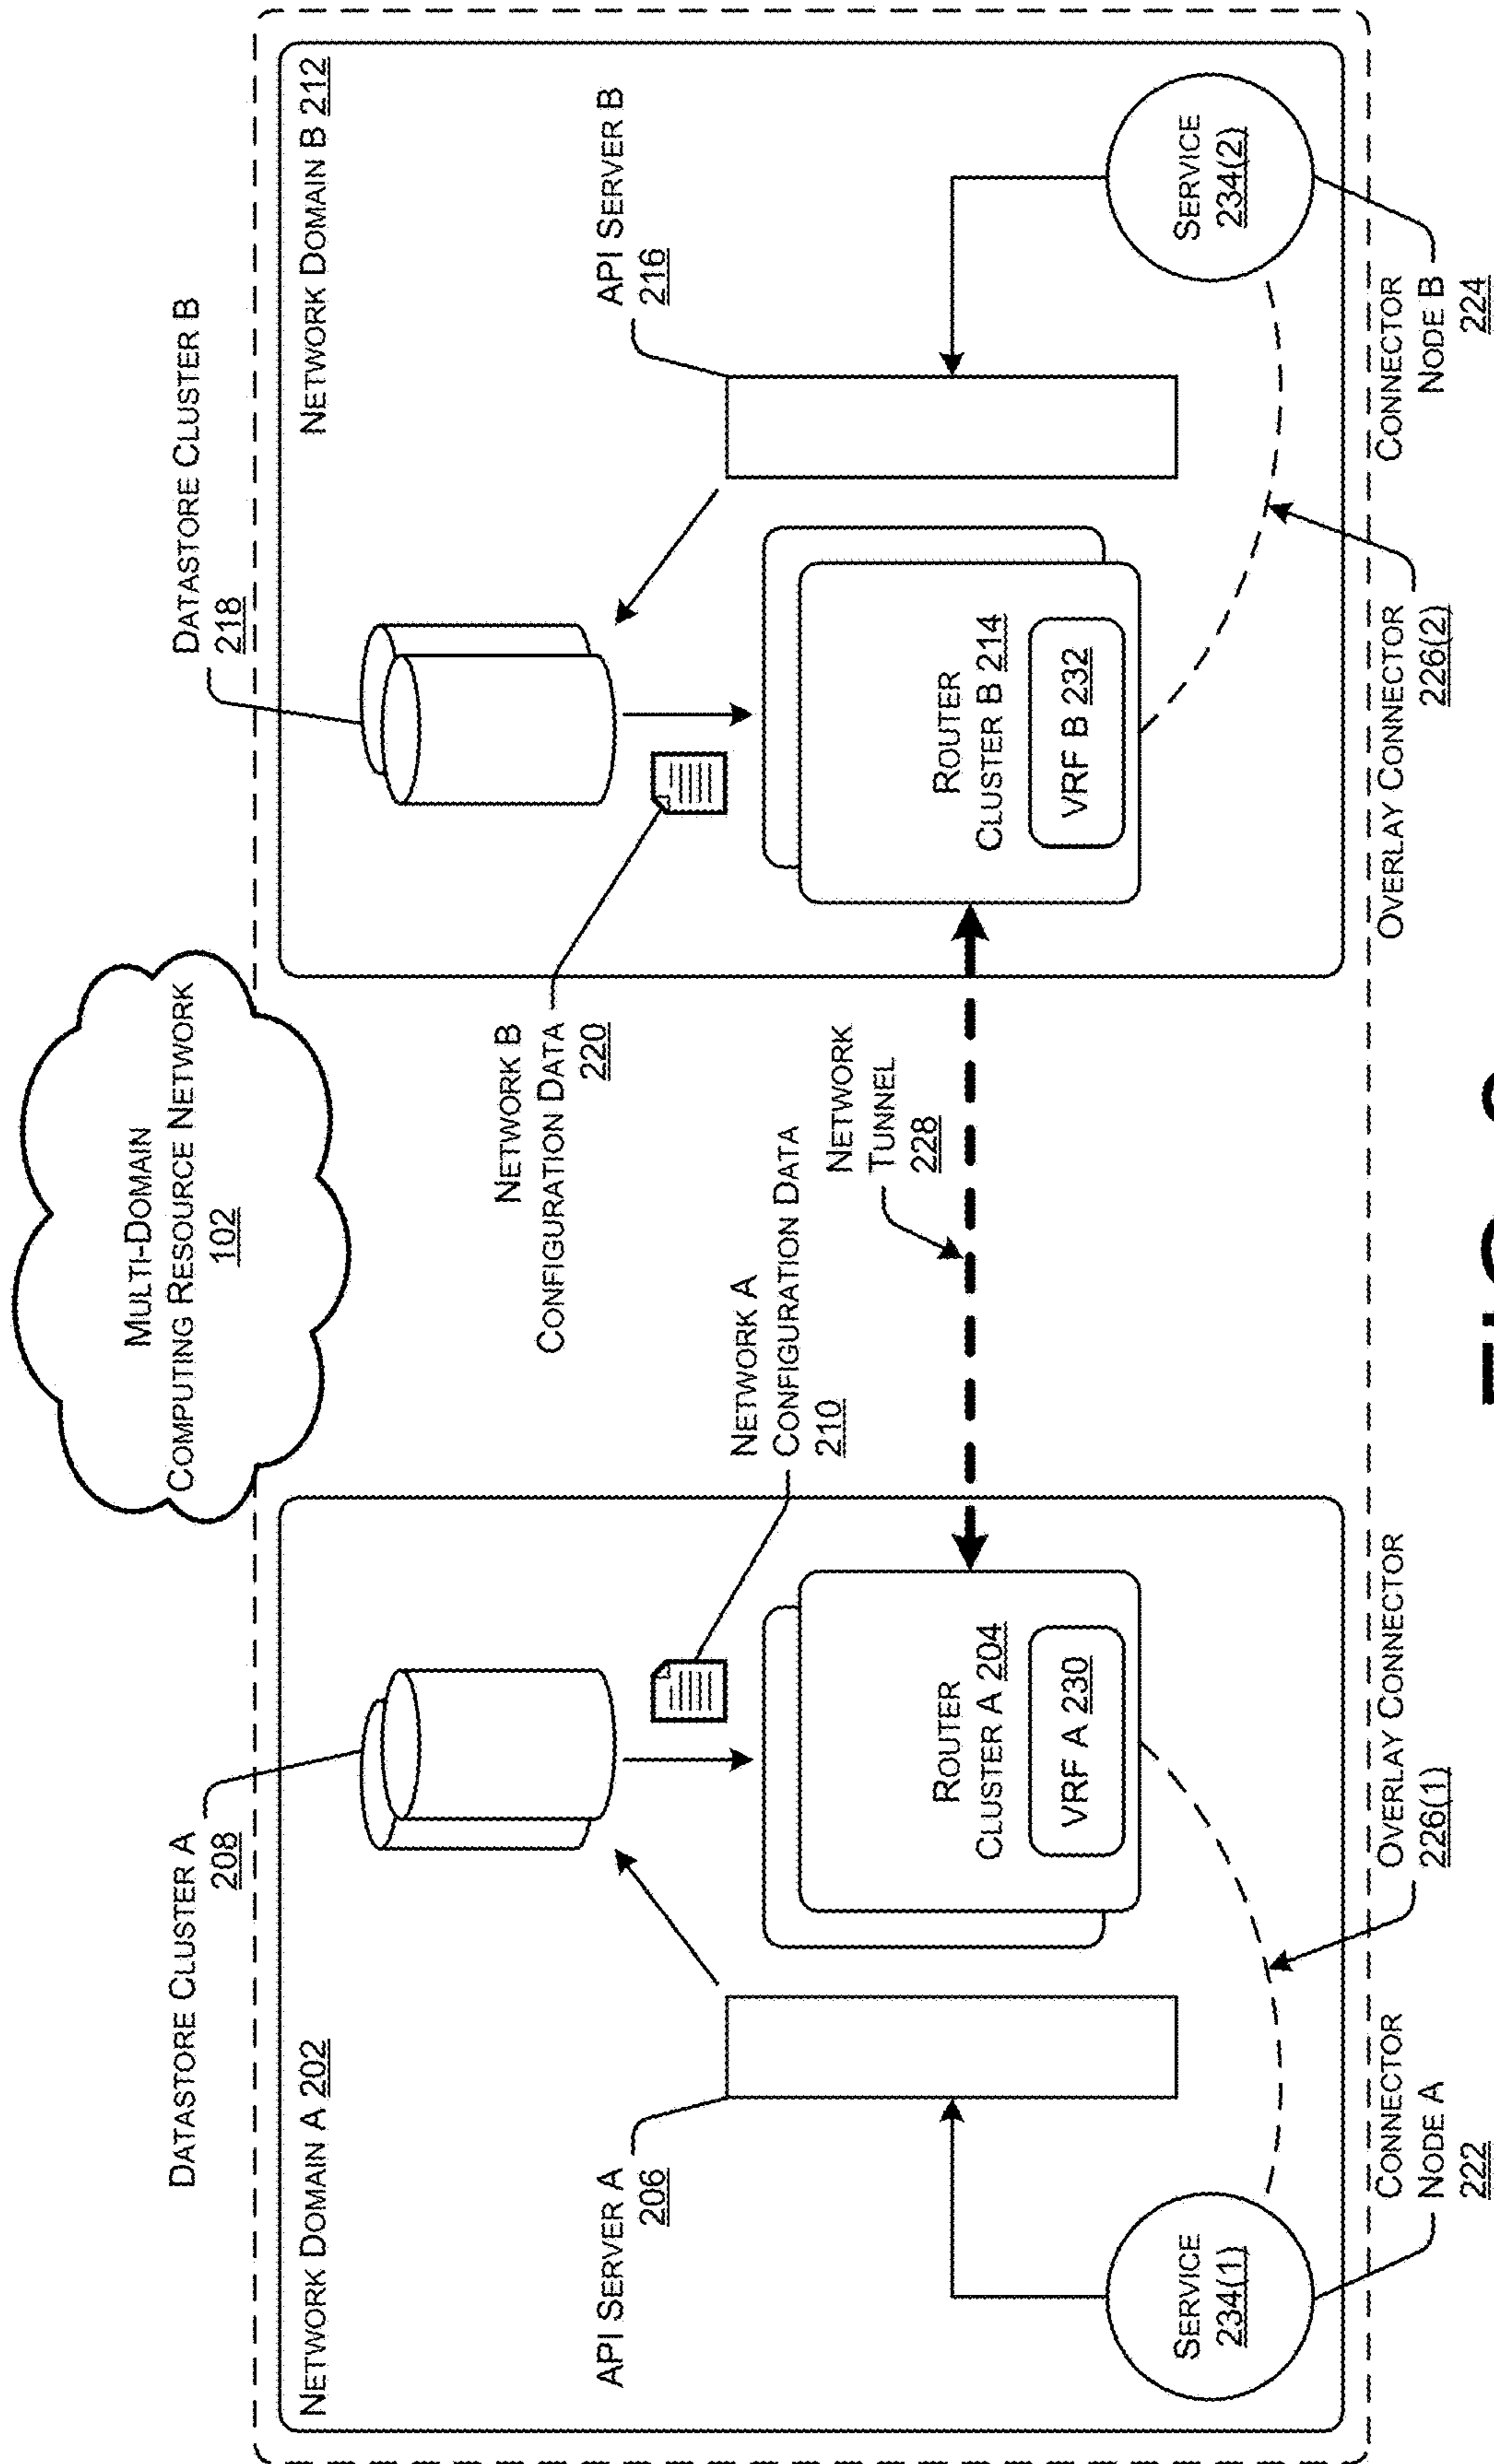 MULTI-DOMAIN
COMPUTING RESOURCE NETWORK
102
DATASTORE CLUSTER A
208
DATASTORE CLUSTER B
218
NETWORK DOMAIN A 202
NETWORK DOMAIN B 212
API SERVER A
206
NETWORK A
CONFIGURATION DATA
210
NETWORK B
CONFIGURATION DATA
220
API SERVER B
216
NETWORK
TUNNEL
228
ROUTER
CLUSTER A 204
VRF A 230
ROUTER
CLUSTER B 214
VRF B 232
SERVICE
234(1)
SERVICE
234(2)
CONNECTOR
NODE A
222
OVERLAY CONNECTOR
226(1)
OVERLAY CONNECTOR
226(2)
CONNECTOR
NODE B
224